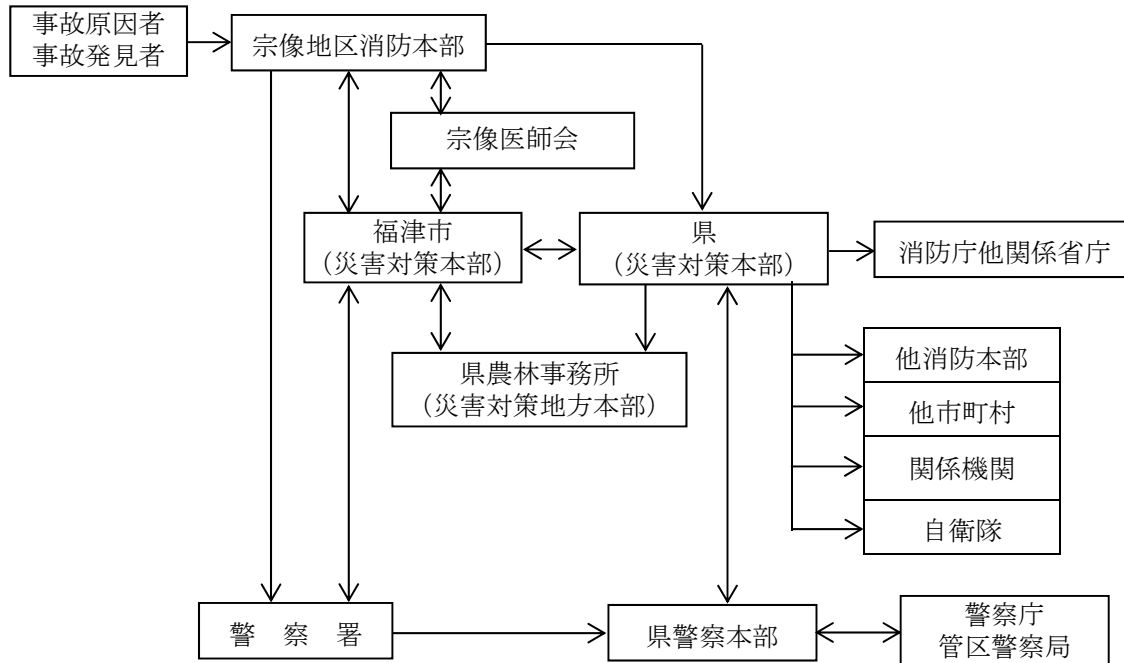 事故原因者
事故発見者
宗像地区消防本部
宗像医師会
福津市
（災害対策本部）
県
（災害対策本部）
消防庁他関係省庁
県農林事務所
（災害対策地方本部）
他消防本部
他市町村
関係機関
自衛隊
警　察　署
県警察本部
警察庁
管区警察局